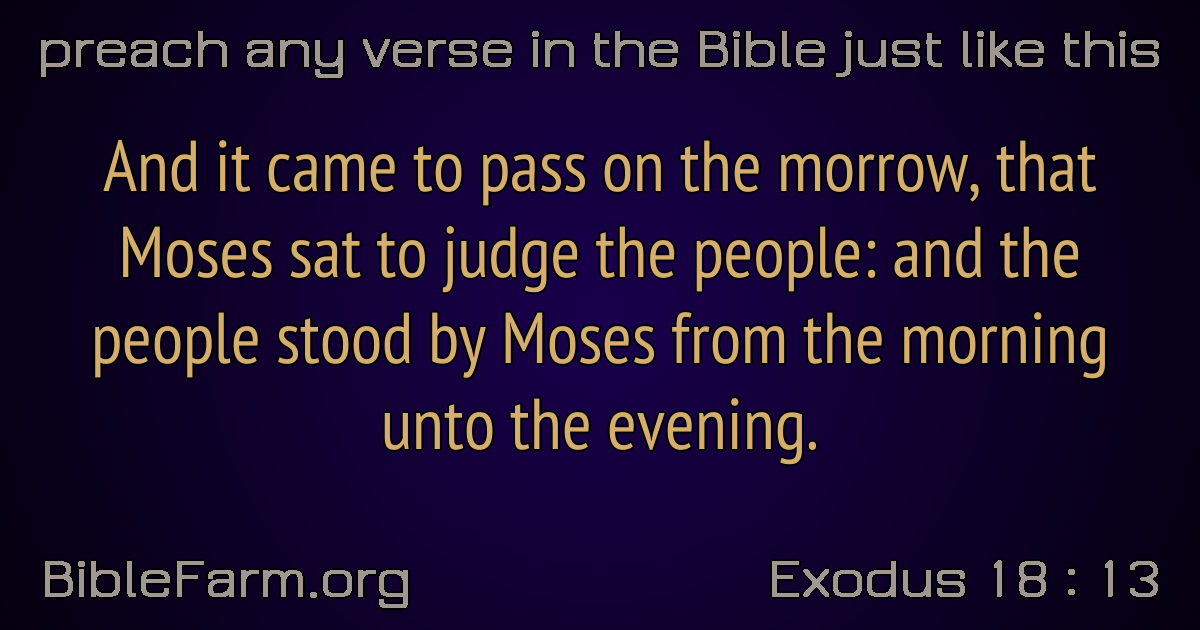 preach any verse in the Bible just like this
And it came to pass on the morrow, that
Moses sat to judge the people: and the
people stood by Moses from the morning
unto the evening.
BibleFarm.org
Exodus 18 : 13